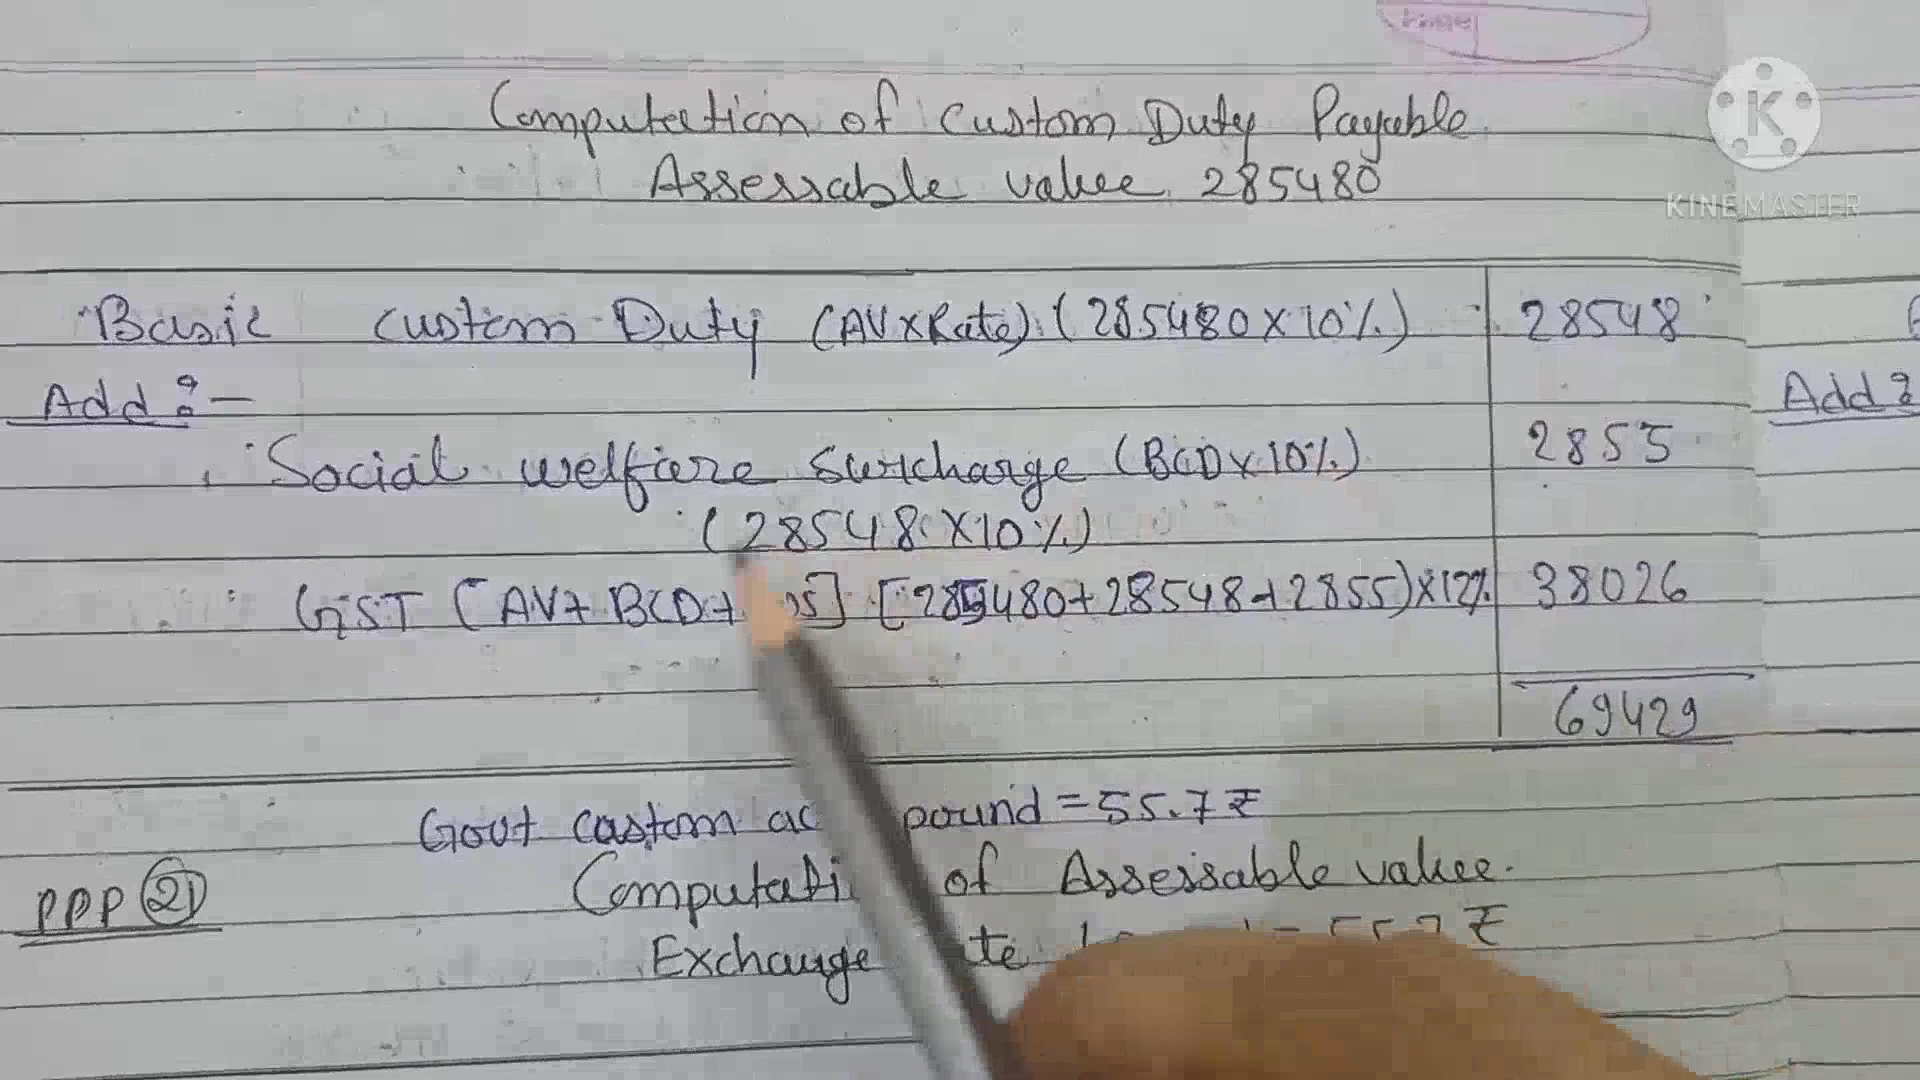 Computation of Custom Duty Payable.
Assessable value 285480
Basic Custom Duty (AV×Rate) (285480×10%) 28548
Add :-
Add
Social welfare Surcharge (BCD×10%) 2855
(28548×10%)
GST [AV+ BCD+ [285480+28548+2855)×12% 38026
69429
Govt custom pound = 55.7₹
PPP 21
Computati of Assessable value.
Exchange
K
KINEMASTER